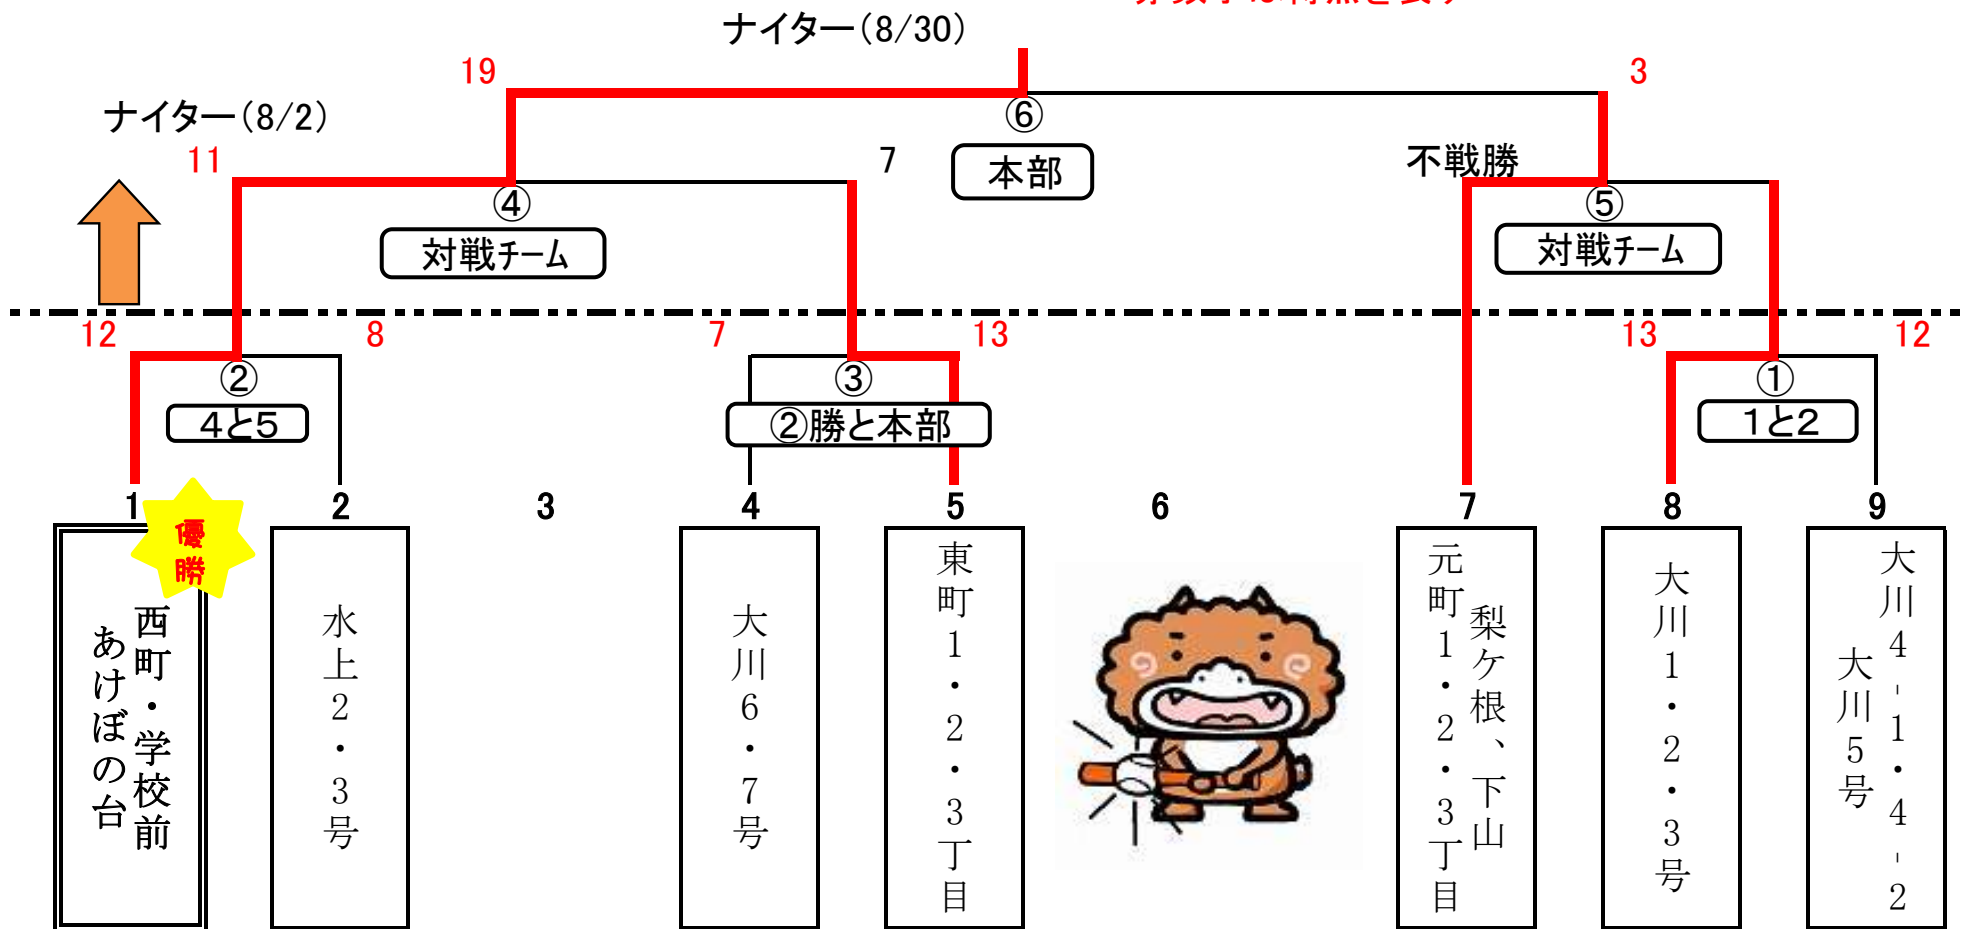 ナイター(8/30)
19
3
ナイター(8/2)
⑥
11
7
本部
不戦勝
④
⑤
対戦チーム
対戦チーム
12
8
7
13
13
12
②
③
①
4と5
②勝と本部
1と2
1
2
3
4
5
6
7
8
9
優勝
西町・学校前
あけぼの台
水上2・3号
大川6・7号
東町1・2・3丁目
梨ケ根、下山
元町1・2・3丁目
大川1・2・3号
大川4-1・4-2
大川5号